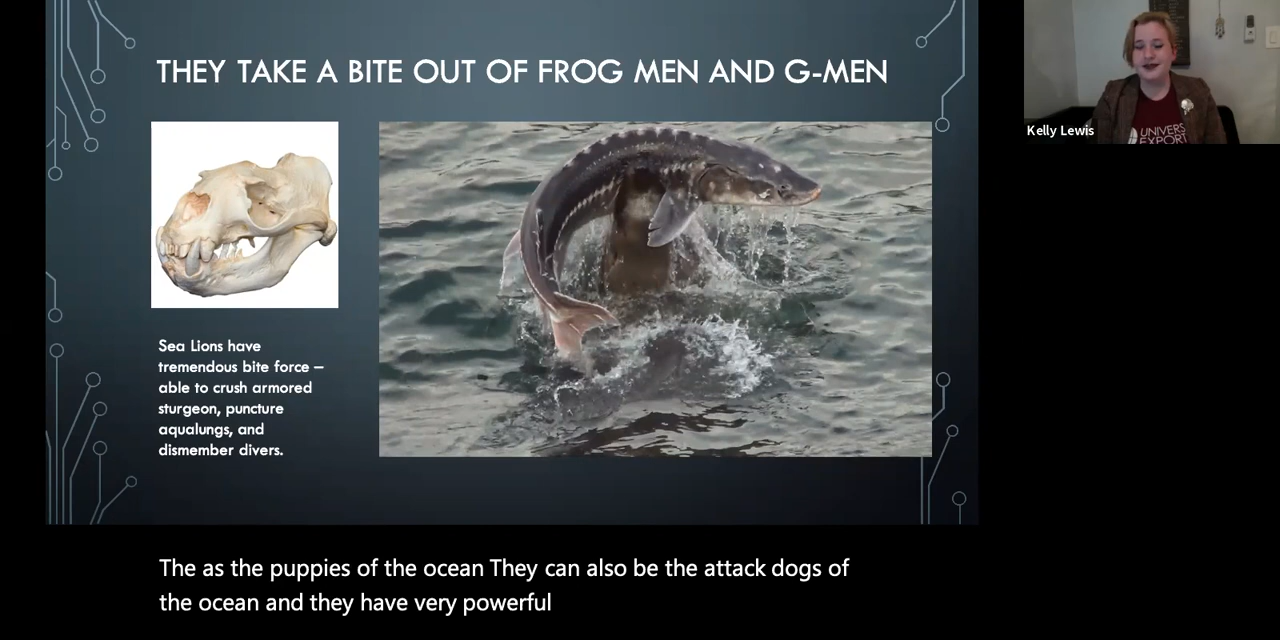 THEY TAKE A BITE OUT OF FROG MEN AND G-MEN
Sea Lions have
tremendous bite force –
able to crush armored
sturgeon, puncture
aqualungs, and
dismember divers.
Kelly Lewis
UNIVERS
EXPORT
The as the puppies of the ocean They can also be the attack dogs of
the ocean and they have very powerful